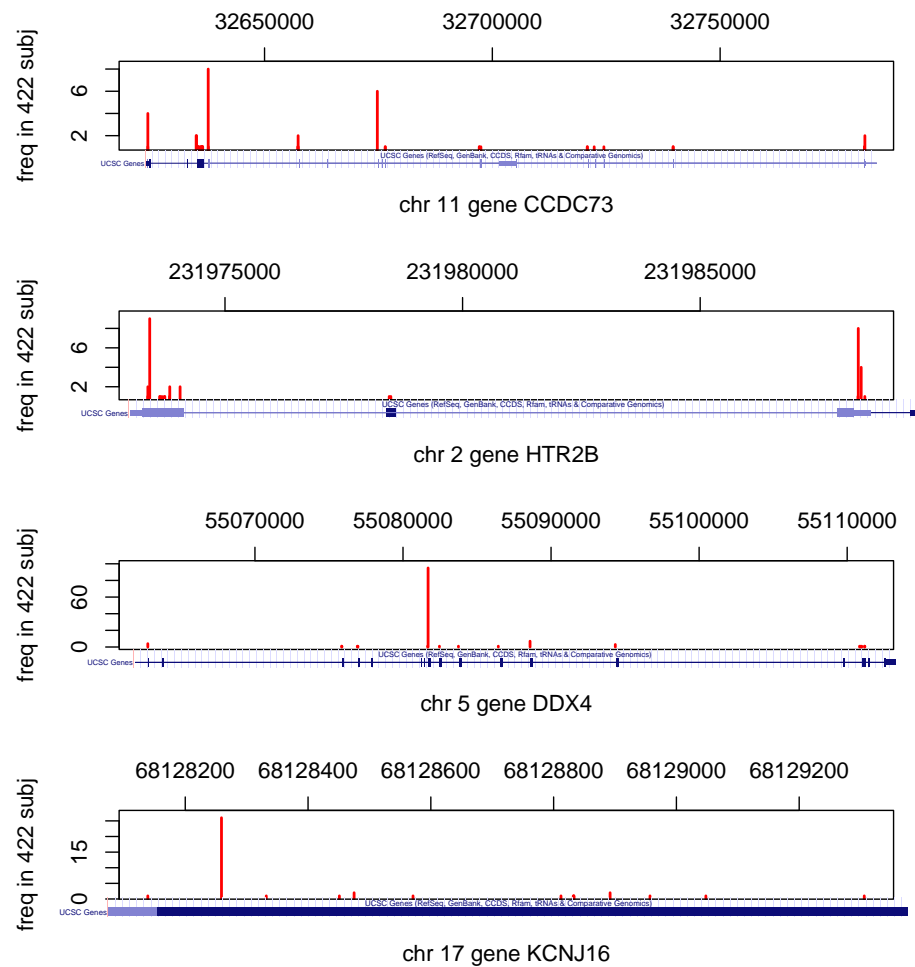 32650000 32700000 32750000
freq in 422 subj
6
2
UCSC Genes (RefSeq, GenBank, CCDS, Rfam, tRNAs & Comparative Genomics)
UCSC Genes
chr 11 gene CCDC73
231975000 231980000 231985000
freq in 422 subj
6
2
UCSC Genes (RefSeq, GenBank, CCDS, Rfam, tRNAs & Comparative Genomics)
UCSC Genes
chr 2 gene HTR2B
55070000 55080000 55090000 55100000 55110000
freq in 422 subj
60
0
UCSC Genes (RefSeq, GenBank, CCDS, Rfam, tRNAs & Comparative Genomics)
UCSC Genes
chr 5 gene DDX4
68128200 68128400 68128600 68128800 68129000 68129200
freq in 422 subj
15
0
UCSC Genes (RefSeq, GenBank, CCDS, Rfam, tRNAs & Comparative Genomics)
UCSC Genes
chr 17 gene KCNJ16